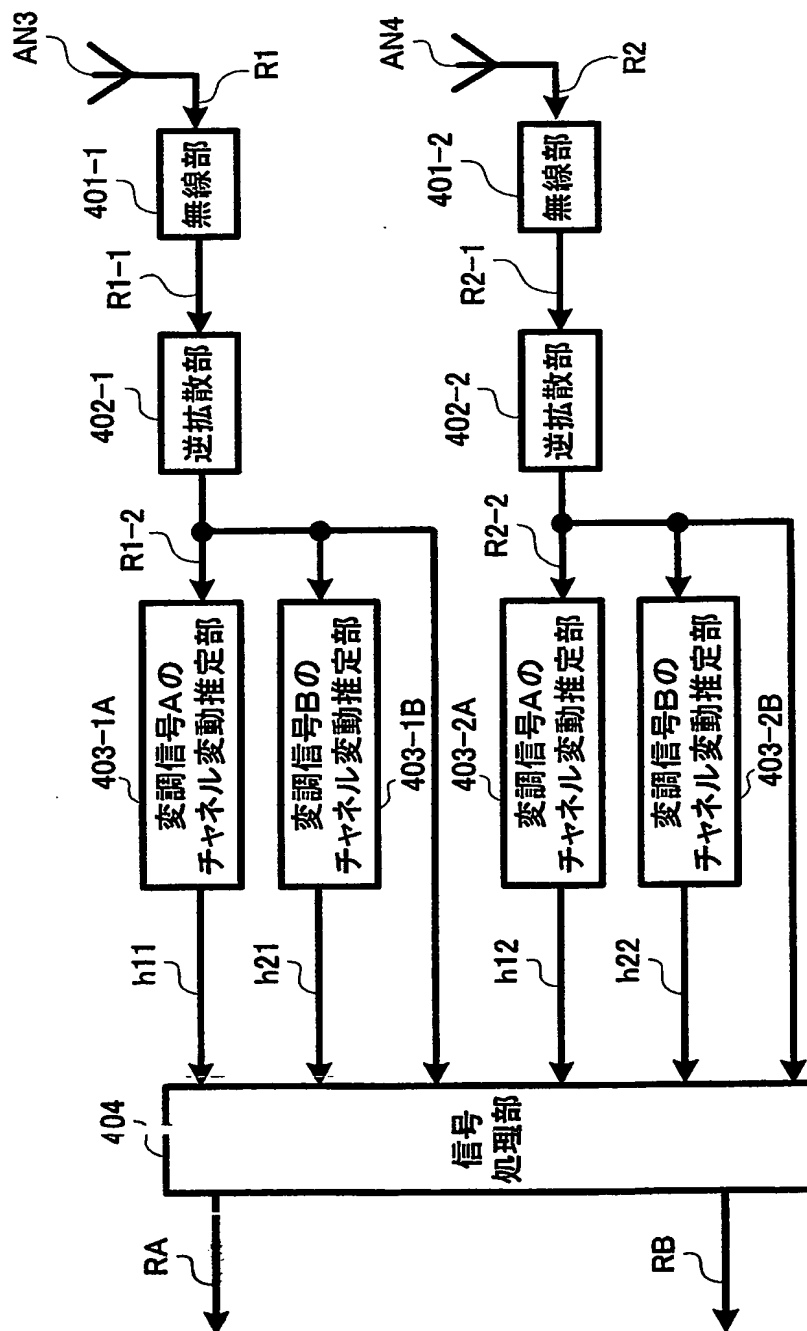 AN3
R1
401-1
無線部
R1-1
402-1
逆拡散部
R1-2
403-1A
変調信号Aの
チャネル変動推定部
変調信号Bの
チャネル変動推定部
403-1B
h11
h21
AN4
R2
401-2
無線部
R2-1
402-2
逆拡散部
R2-2
403-2A
変調信号Aの
チャネル変動推定部
変調信号Bの
チャネル変動推定部
403-2B
h12
h22
404
信号
処理部
RA
RB